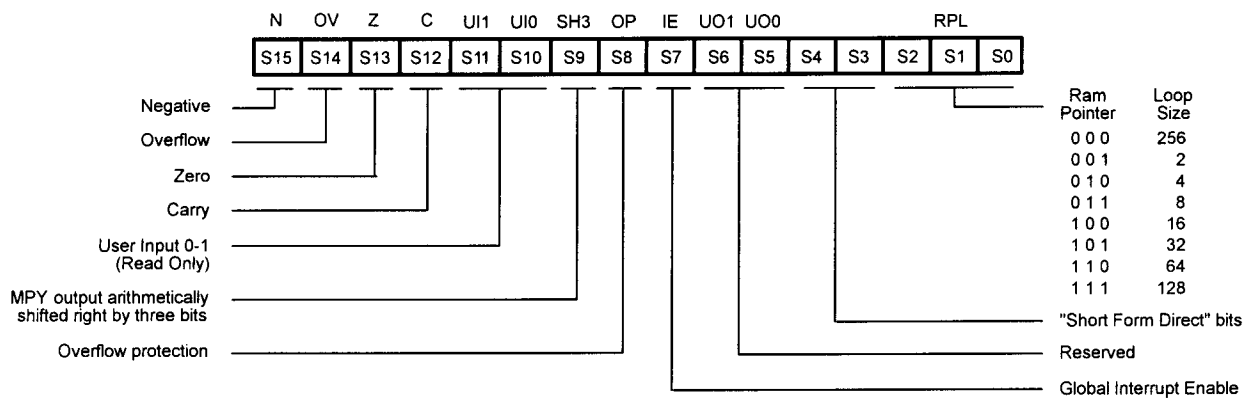 N OV Z C UI1 UI0 SH3 OP IE UO1 UO0 RPL
S15 S14 S13 S12 S11 S10 S9 S8 S7 S6 S5 S4 S3 S2 S1 S0
Negative
Overflow
Zero
Carry
User Input 0-1
(Read Only)
MPY output arithmetically
shifted right by three bits
Overflow protection
Ram Loop
Pointer Size
0 0 0 256
0 0 1 2
0 1 0 4
0 1 1 8
1 0 0 16
1 0 1 32
1 1 0 64
1 1 1 128
"Short Form Direct" bits
Reserved
Global Interrupt Enable